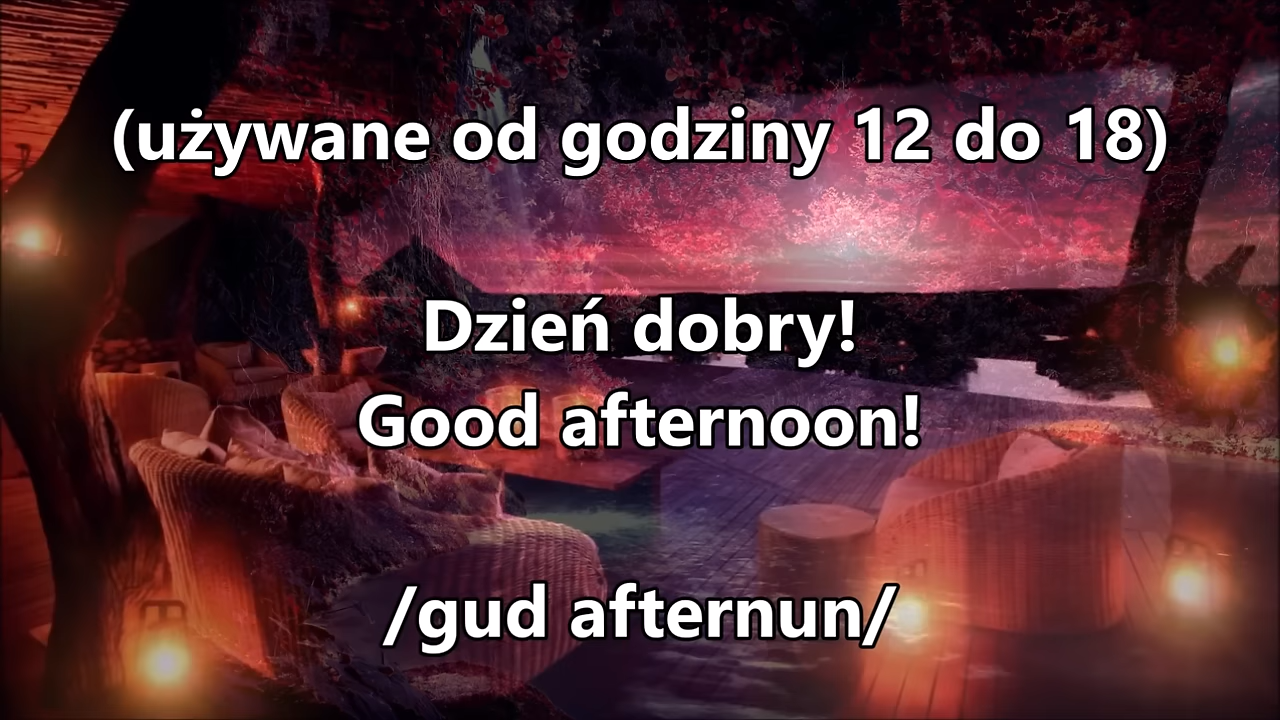 (używane od godziny 12 do 18)
Dzień dobry!
Good afternoon!
/gud afternun/